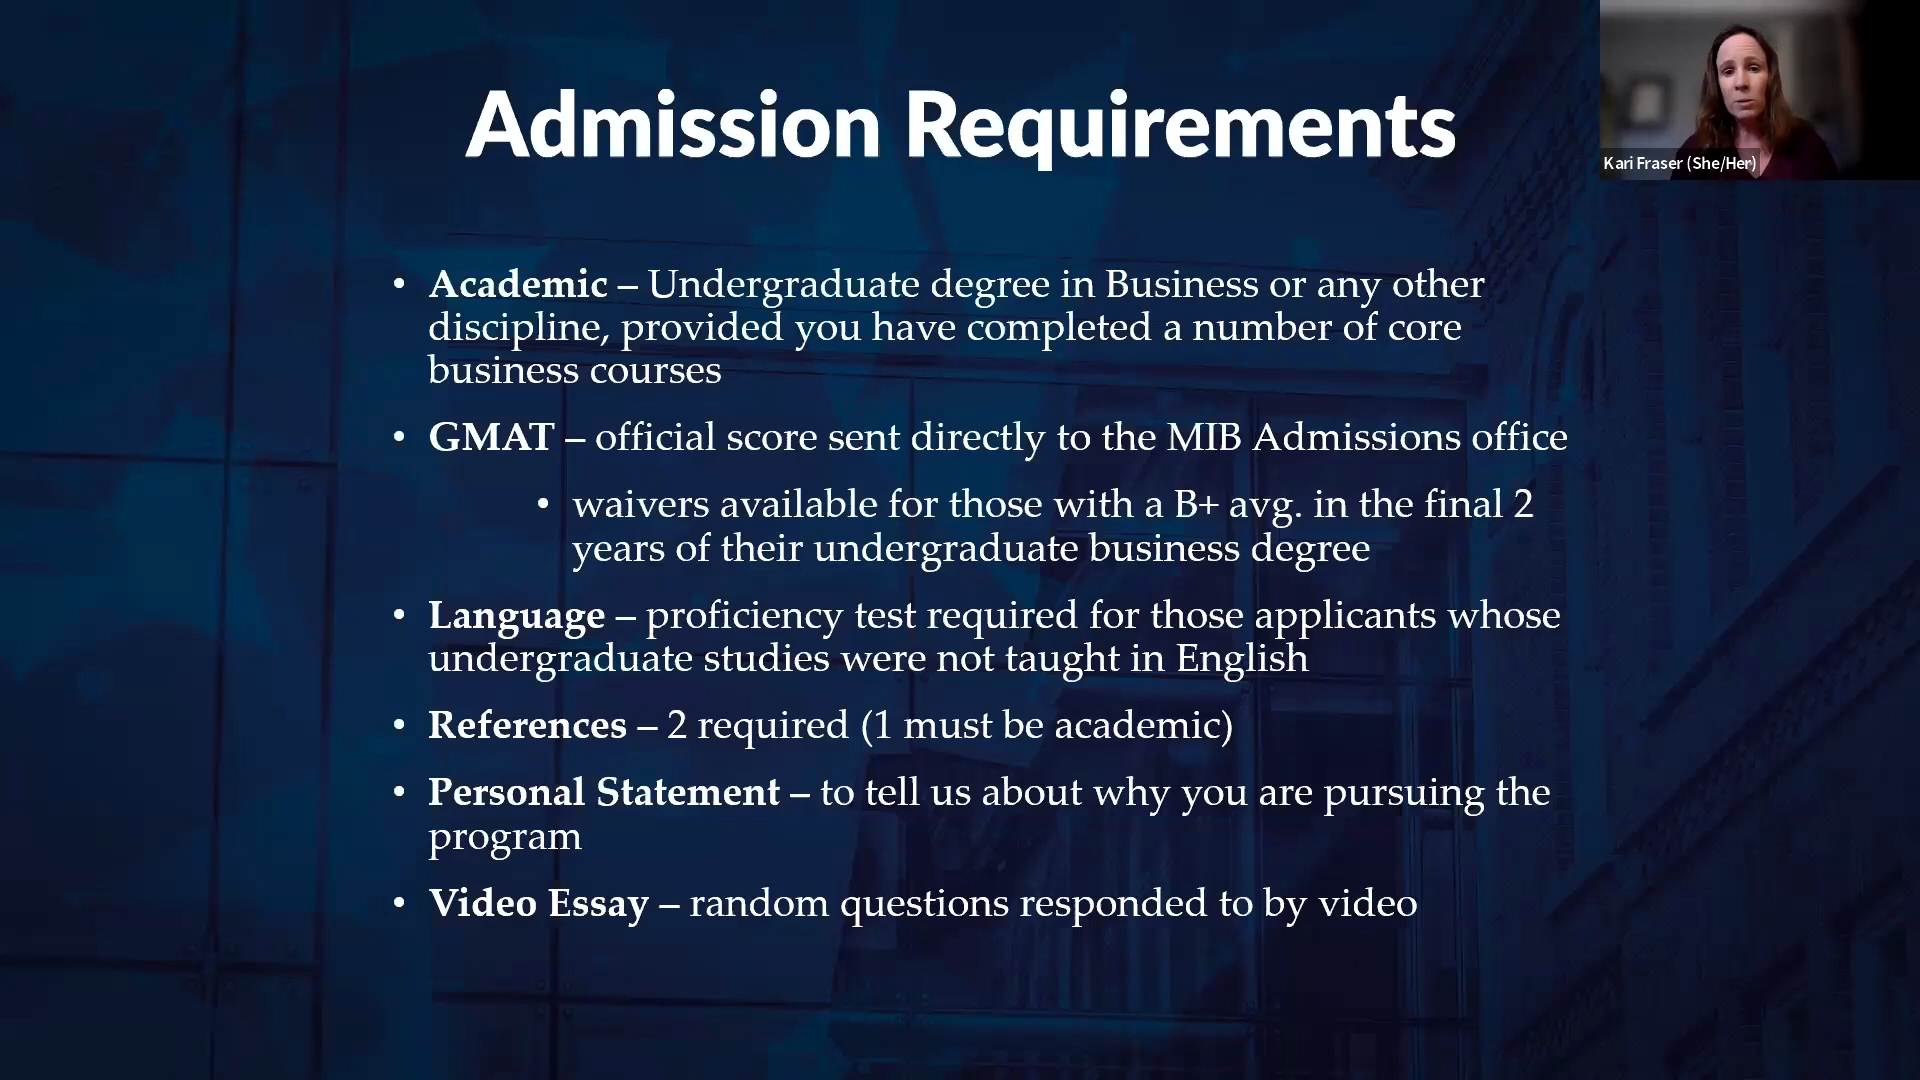 Admission Requirements
Kari Fraser (She/Her)
• Academic – Undergraduate degree in Business or any other
discipline, provided you have completed a number of core
business courses
• GMAT – official score sent directly to the MIB Admissions office
• waivers available for those with a B+ avg. in the final 2
years of their undergraduate business degree
• Language – proficiency test required for those applicants whose
undergraduate studies were not taught in English
• References – 2 required (1 must be academic)
• Personal Statement – to tell us about why you are pursuing the
program
• Video Essay – random questions responded to by video